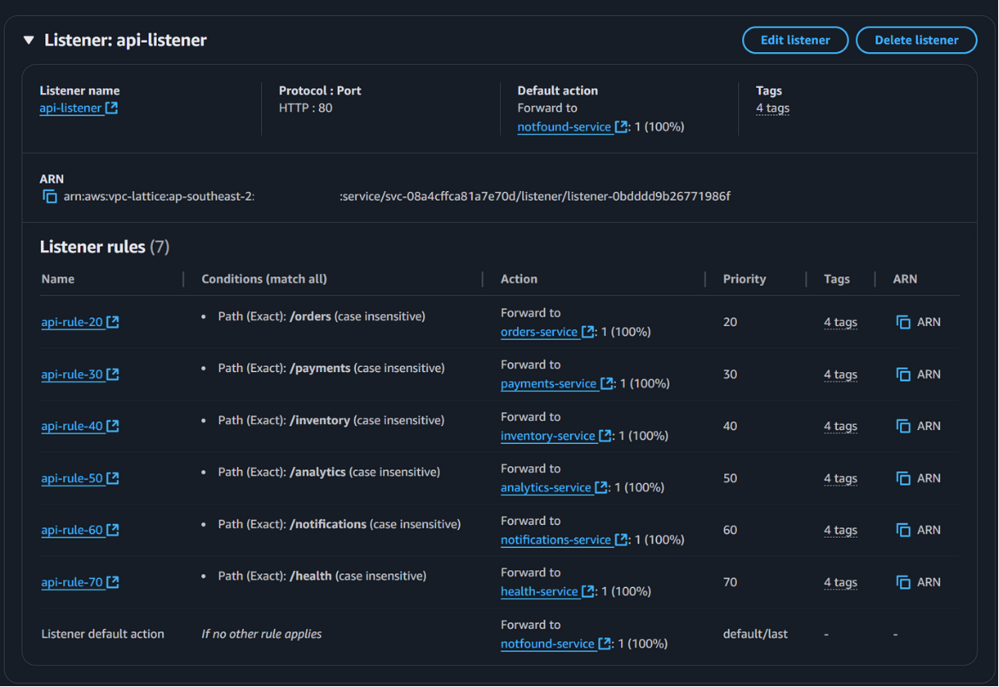 Listener: api-listener
Edit listener
Delete listener
Listener name
api-listener
Protocol : Port
HTTP : 80
Default action
Forward to
notfound-service : 1 (100%)
Tags
4 tags
ARN
arn:aws:vpc-lattice:ap-southeast-2: :service/svc-08a4cffca81a7e70d/listener/listener-0bdddd9b26771986f
Listener rules (7)
Name Conditions (match all) Action Priority Tags ARN
api-rule-20 • Path (Exact): /orders (case insensitive) Forward to 20 4 tags ARN
orders-service : 1 (100%)
api-rule-30 • Path (Exact): /payments (case insensitive) Forward to 30 4 tags ARN
payments-service : 1 (100%)
api-rule-40 • Path (Exact): /inventory (case insensitive) Forward to 40 4 tags ARN
inventory-service : 1 (100%)
api-rule-50 • Path (Exact): /analytics (case insensitive) Forward to 50 4 tags ARN
analytics-service : 1 (100%)
api-rule-60 • Path (Exact): /notifications (case insensitive) Forward to 60 4 tags ARN
notifications-service : 1 (100%)
api-rule-70 • Path (Exact): /health (case insensitive) Forward to 70 4 tags ARN
health-service : 1 (100%)
Listener default action If no other rule applies Forward to default/last - -
notfound-service : 1 (100%)